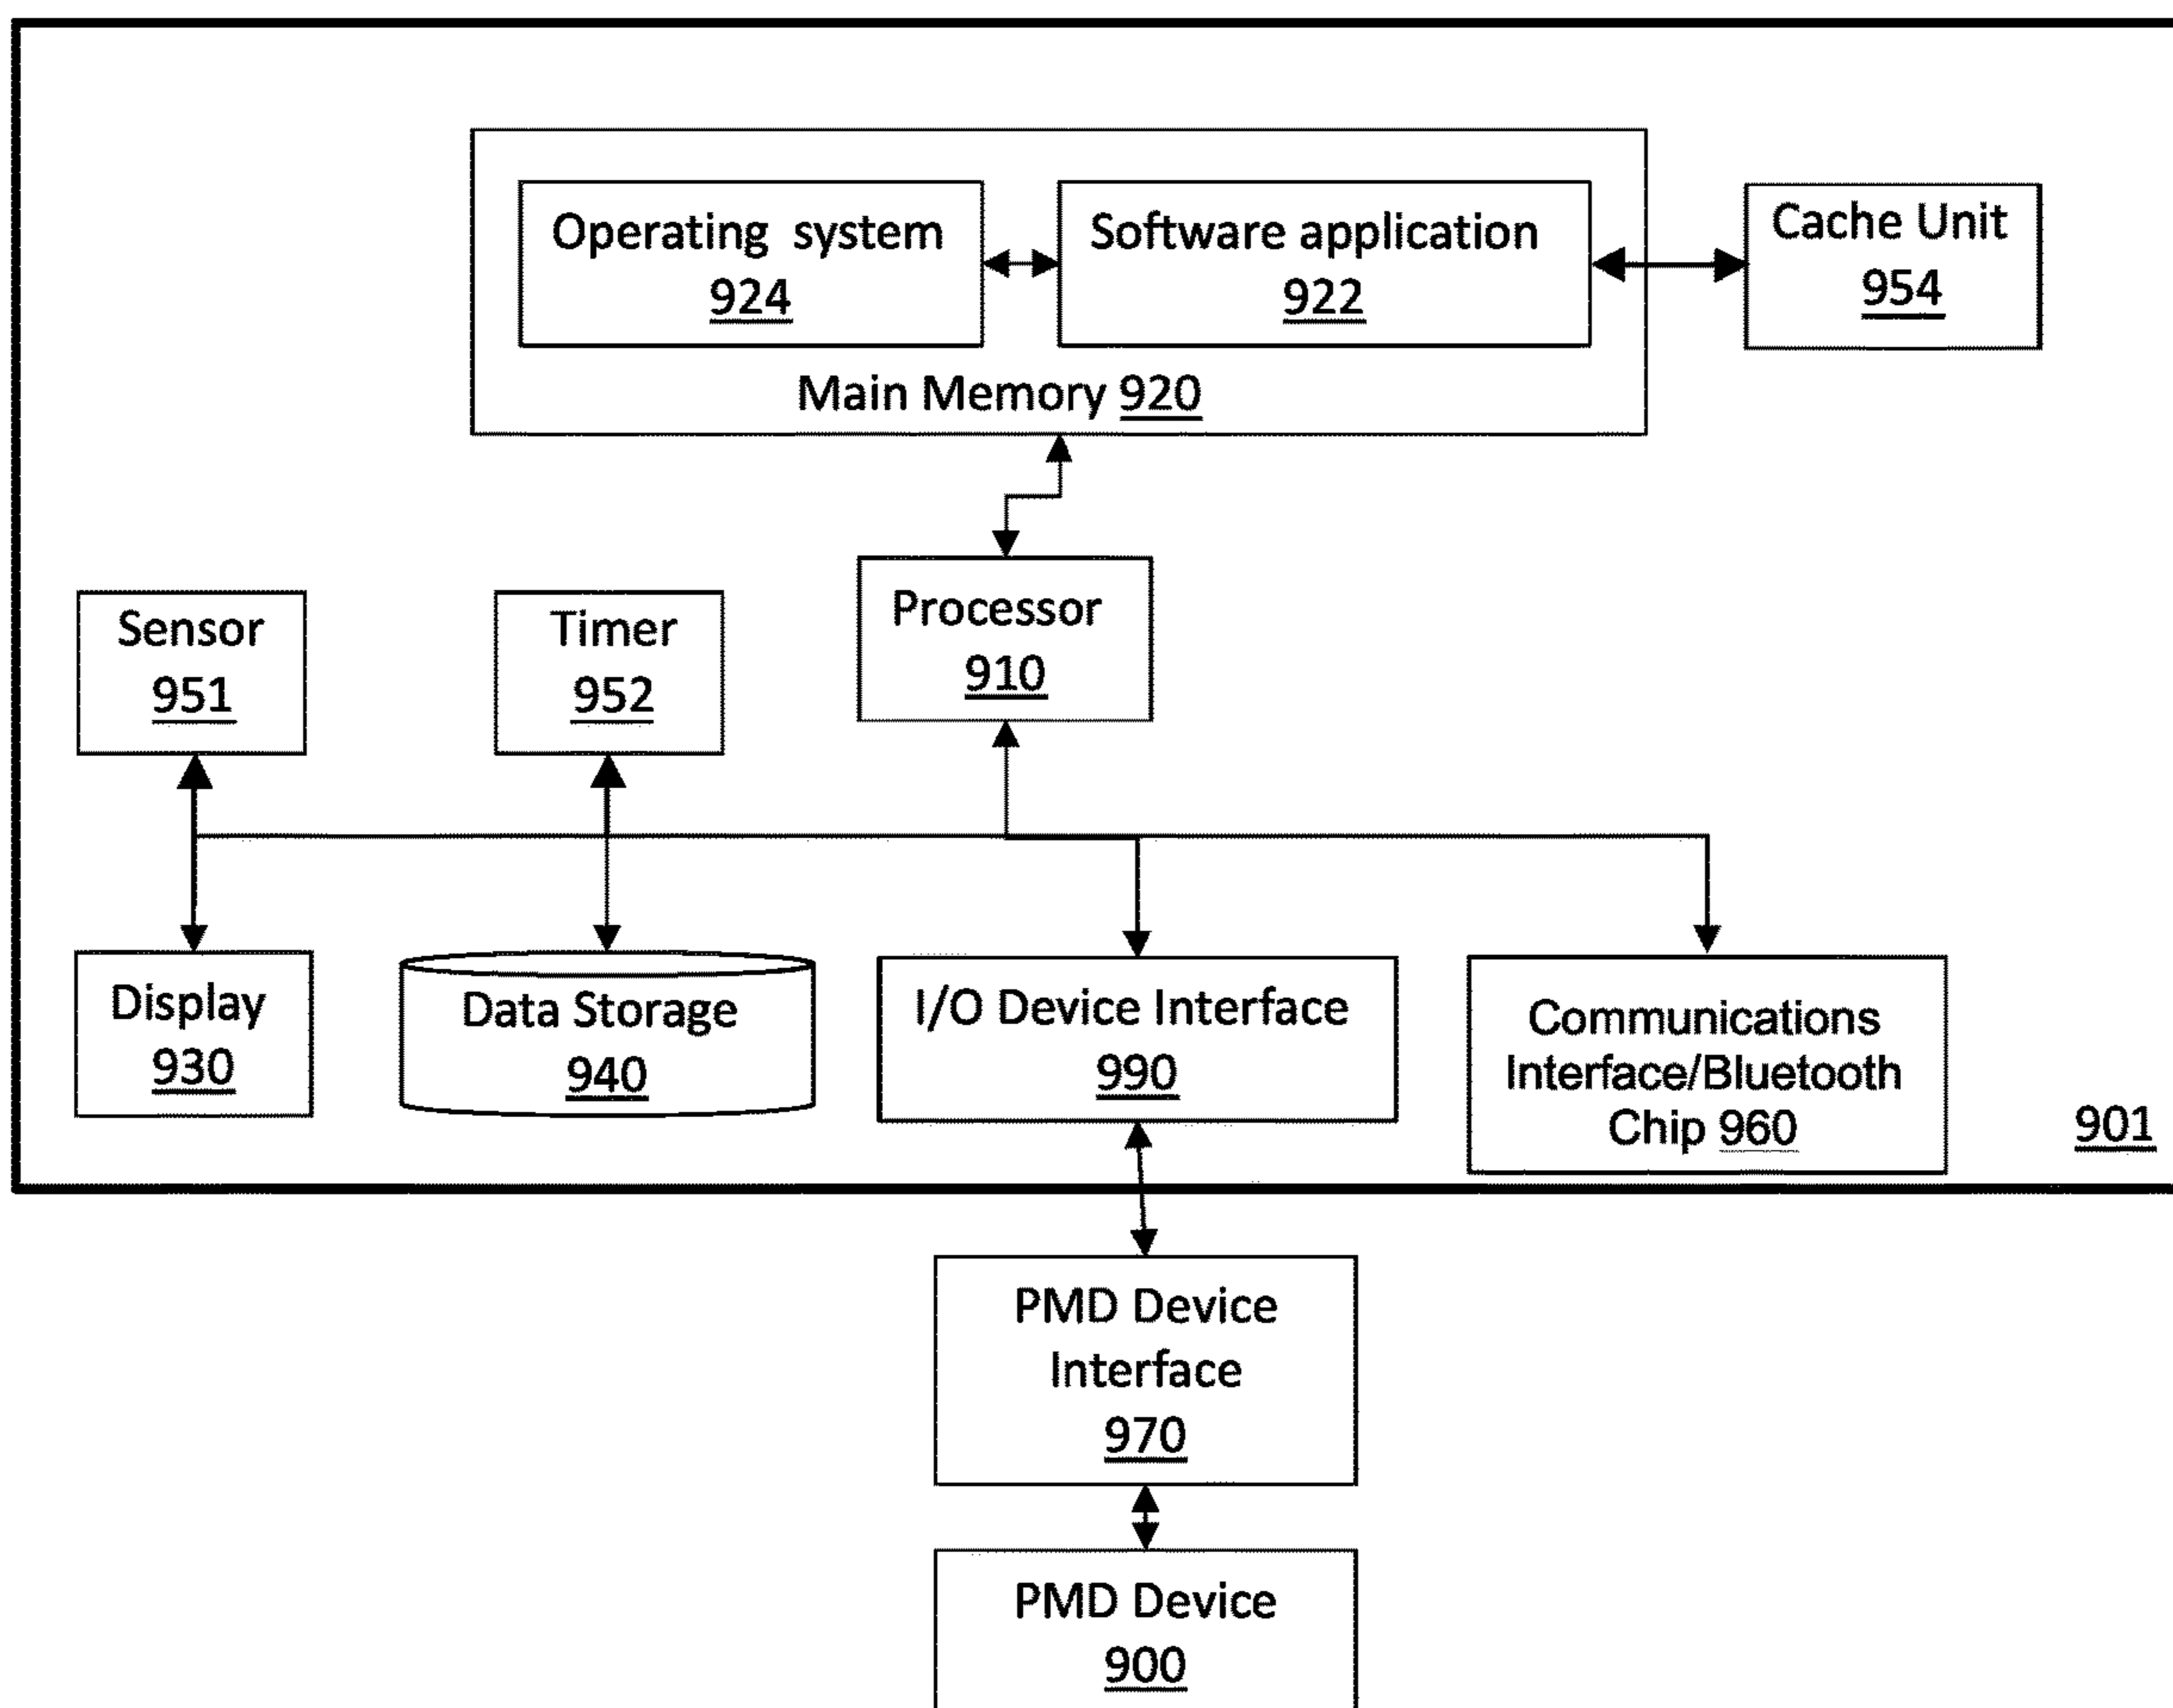 Operating system
924
Software application
922
Cache Unit
954
Main Memory 920
Sensor
951
Timer
952
Processor
910
Display
930
Data Storage
940
I/O Device Interface
990
Communications
Interface/Bluetooth
Chip 960
901
PMD Device
Interface
970
PMD Device
900